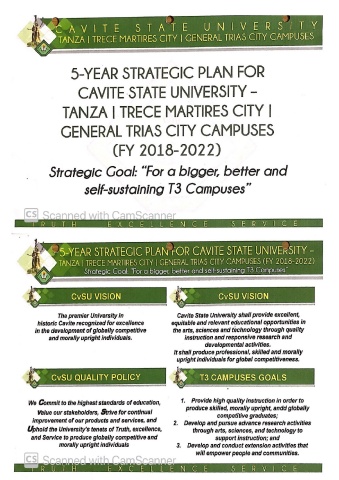 CAVITE STATE UNIVERSITY
TANZA | TRECE MARTIRES CITY | GENERAL TRIAS CITY CAMPUSES
5-YEAR STRATEGIC PLAN FOR
CAVITE STATE UNIVERSITY –
TANZA | TRECE MARTIRES CITY |
GENERAL TRIAS CITY CAMPUSES
(FY 2018-2022)
Strategic Goal: "For a bigger, better and
self-sustaining T3 Campuses"
CS Scanned with CamScanner
TRUTH EXCELLENCE SERVICE
5-YEAR STRATEGIC PLAN FOR CAVITE STATE UNIVERSITY –
TANZA | TRECE MARTIRES CITY | GENERAL TRIAS CITY CAMPUSES (FY 2018-2022)
Strategic Goal: "For a bigger, better and self-sustaining T3 Campuses"
CvSU VISION
The premier University in
historic Cavite recognized for excellence
in the development of globally competitive
and morally upright individuals.
CvSU VISION
Cavite State University shall provide excellent,
equitable and relevant educational opportunities in
the arts, sciences and technology through quality
instruction and responsive research and
developmental activities.
It shall produce professional, skilled and morally
upright individuals for global competitiveness.
CvSU QUALITY POLICY
We Commit to the highest standards of education,
Value our stakeholders, Strive for continual
improvement of our products and services, and
Uphold the University's tenets of Truth, excellence,
and Service to produce globally competitive and
morally upright individuals
T3 CAMPUSES GOALS
1. Provide high quality instruction in order to
produce skilled, morally upright, andd globally
competitive graduates;
2. Develop and pursue advance research activities
through arts, sciences, and technology to
support instruction; and
3. Develop and conduct extension activities that
will empower people and communities.
CS Scanned with CamScanner
TRUTH EXCELLENCE SERVICE